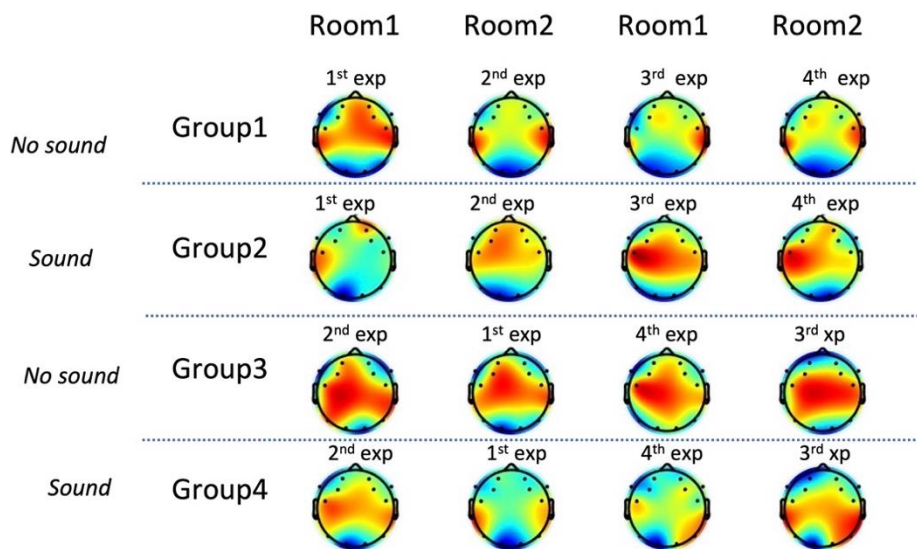 Room1 Room2 Room1 Room2
1st exp 2nd exp 3rd exp 4th exp
No sound Group1
1st exp 2nd exp 3rd exp 4th exp
Sound Group2
2nd exp 1st exp 4th exp 3rd xp
No sound Group3
2nd exp 1st exp 4th exp 3rd xp
Sound Group4